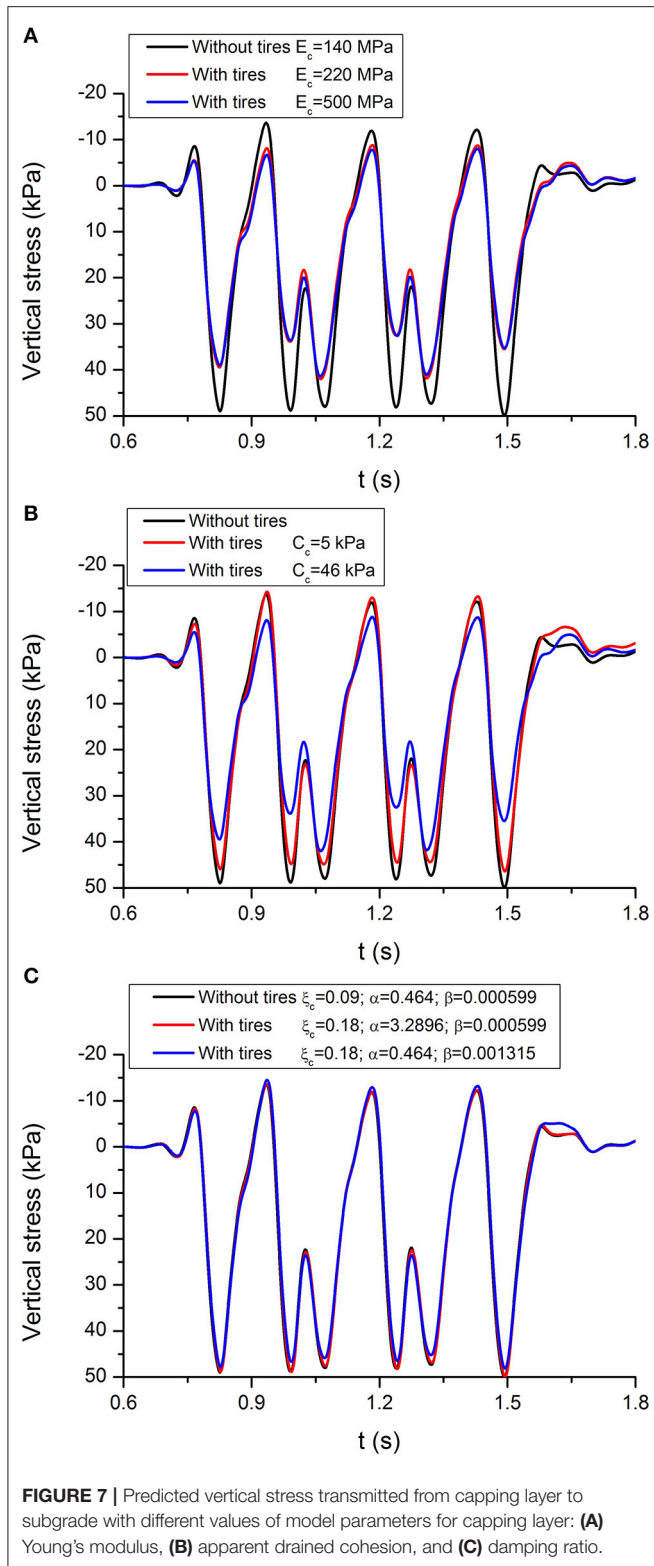 A
Without tires E_c=140 MPa
With tires E_c=220 MPa
With tires E_c=500 MPa
-20
-10
0
10
20
30
40
50
Vertical stress (kPa)
0.6 0.9 1.2 1.5 1.8
t (s)
B
Without tires
With tires C_c=5 kPa
With tires C_c=46 kPa
-20
-10
0
10
20
30
40
50
Vertical stress (kPa)
0.6 0.9 1.2 1.5 1.8
t (s)
C
Without tires ξ_c=0.09; α=0.464; β=0.000599
With tires ξ_c=0.18; α=3.2896; β=0.000599
With tires ξ_c=0.18; α=0.464; β=0.001315
-20
-10
0
10
20
30
40
50
Vertical stress (kPa)
0.6 0.9 1.2 1.5 1.8
t (s)
FIGURE 7 | Predicted vertical stress transmitted from capping layer to
subgrade with different values of model parameters for capping layer: (A)
Young's modulus, (B) apparent drained cohesion, and (C) damping ratio.